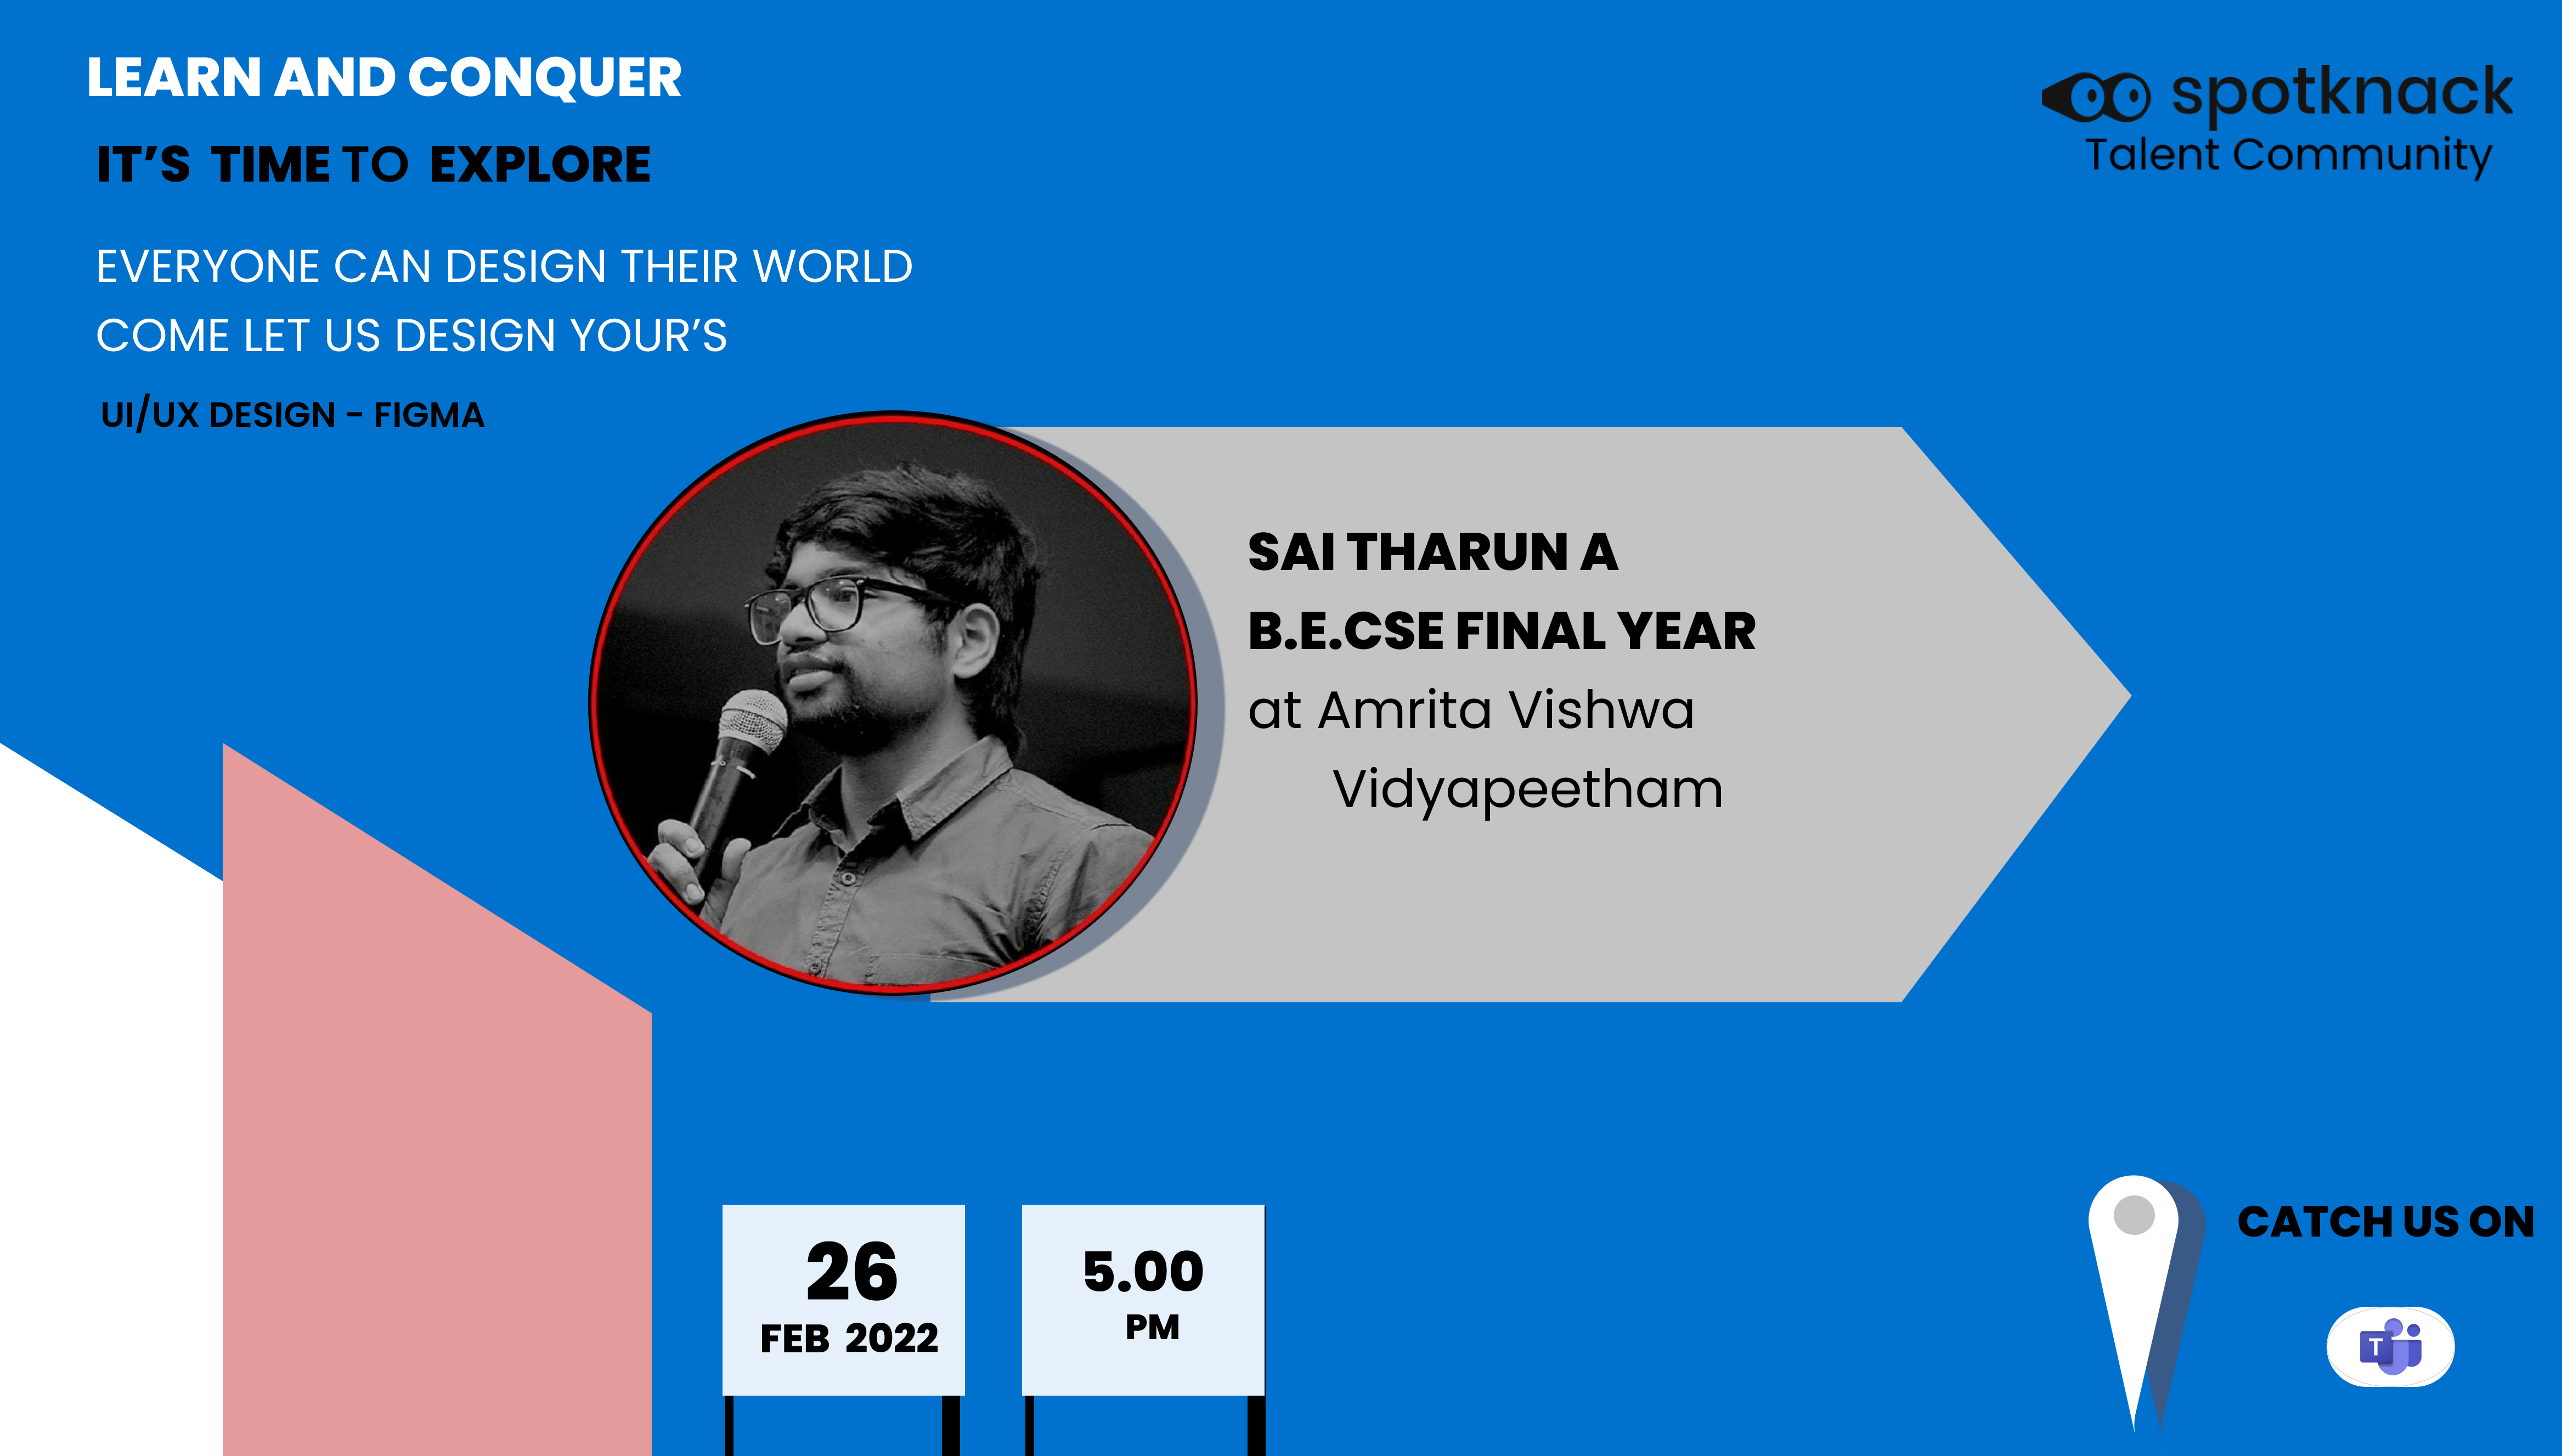 LEARN AND CONQUER
IT’S TIME TO EXPLORE
EVERYONE CAN DESIGN THEIR WORLD
COME LET US DESIGN YOUR’S
UI/UX DESIGN - FIGMA
spotknack
Talent Community
SAI THARUN A
B.E.CSE FINAL YEAR
at Amrita Vishwa
Vidyapeetham
26
FEB 2022
5.00
PM
CATCH US ON
T